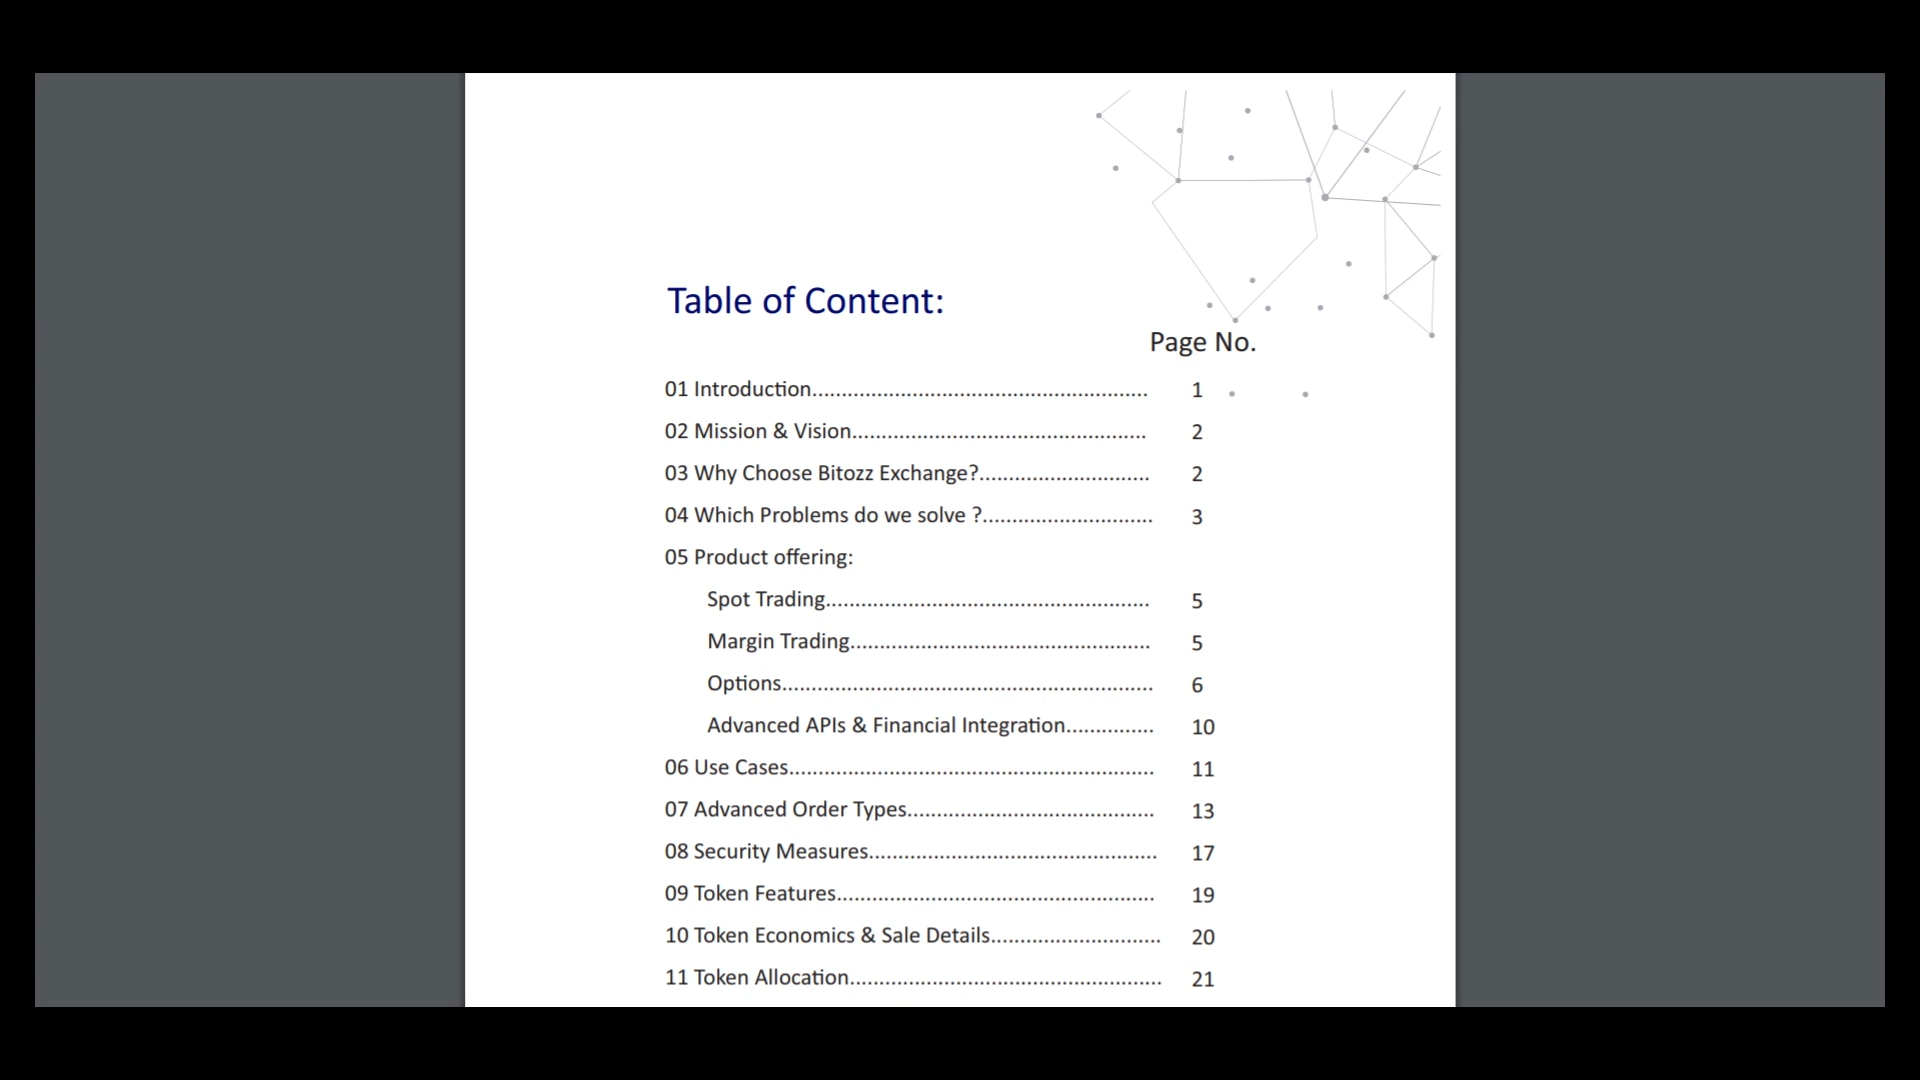 Table of Content:
Page No.
01 Introduction......................................................... 1
02 Mission & Vision.................................................. 2
03 Why Choose Bitozz Exchange?............................. 2
04 Which Problems do we solve ?............................. 3
05 Product offering:
Spot Trading....................................................... 5
Margin Trading................................................... 5
Options............................................................... 6
Advanced APIs & Financial Integration............... 10
06 Use Cases.............................................................. 11
07 Advanced Order Types.......................................... 13
08 Security Measures................................................. 17
09 Token Features...................................................... 19
10 Token Economics & Sale Details............................. 20
11 Token Allocation..................................................... 21